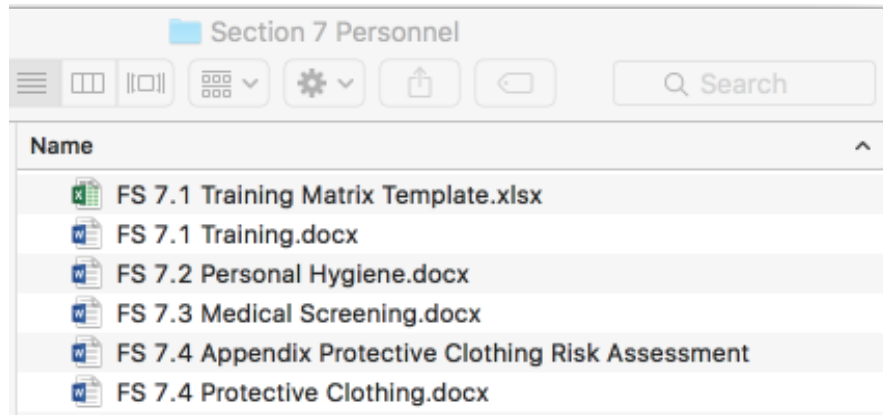 Section 7 Personnel
Search
Name
FS 7.1 Training Matrix Template.xlsx
FS 7.1 Training.docx
FS 7.2 Personal Hygiene.docx
FS 7.3 Medical Screening.docx
FS 7.4 Appendix Protective Clothing Risk Assessment
FS 7.4 Protective Clothing.docx